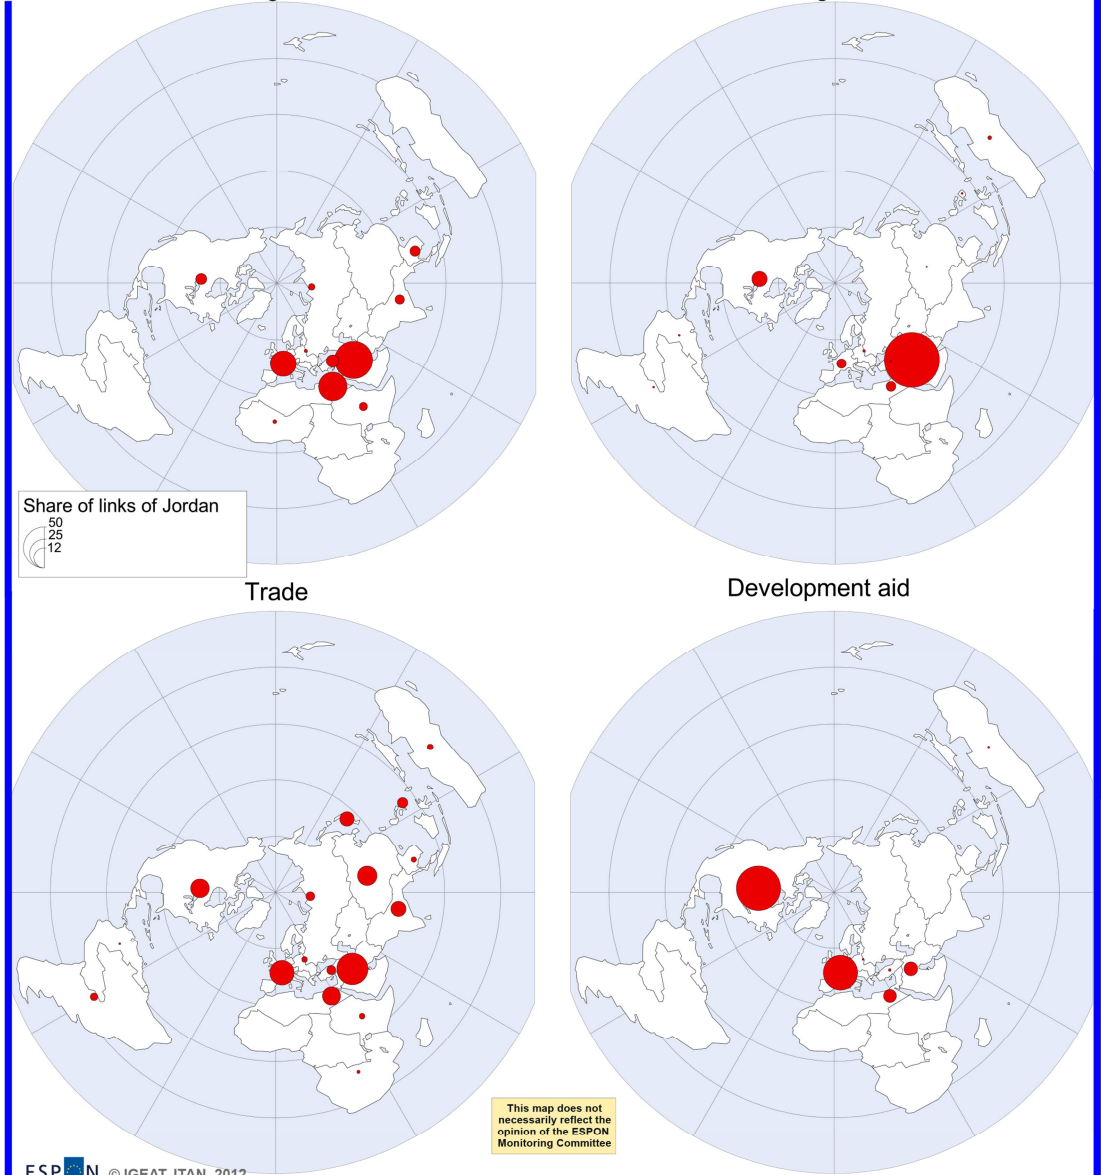 Share of links of Jordan
50
25
12
Trade
Development aid
This map does not
necessarily reflect the
opinion of the ESPON
Monitoring Committee
© IGEAT, ITAN, 2012